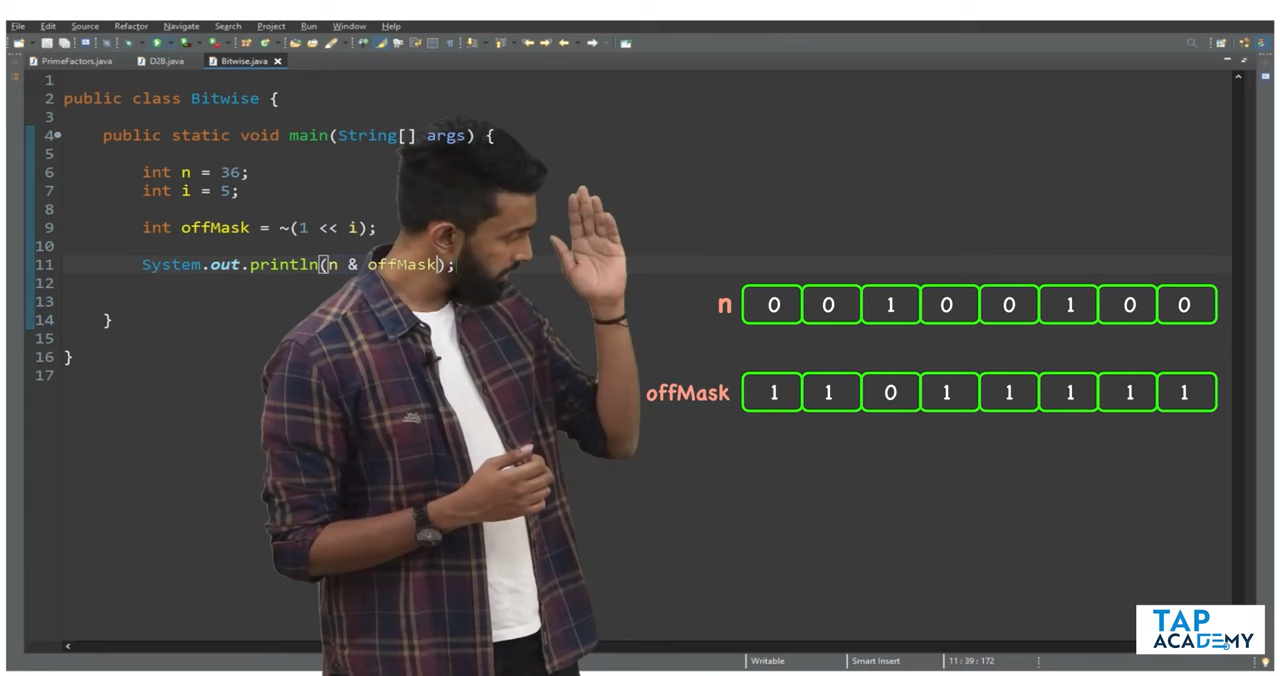 File Edit Source Refactor Navigate Search Project Run Window Help
PrimeFactors.java D2B.java Bitwise.java
1
2 public class Bitwise {
3
4 public static void main(String[] args) {
5
6 int n = 36;
7 int i = 5;
8
9 int offMask = ~(1 << i);
10
11 System.out.println(n & offMask);
12
13
14 }
15
16 }
17
n 0 0 1 0 0 1 0 0
offMask 1 1 0 1 1 1 1 1
TAP
ACADEMY
Writable Smart Insert 11:39:172